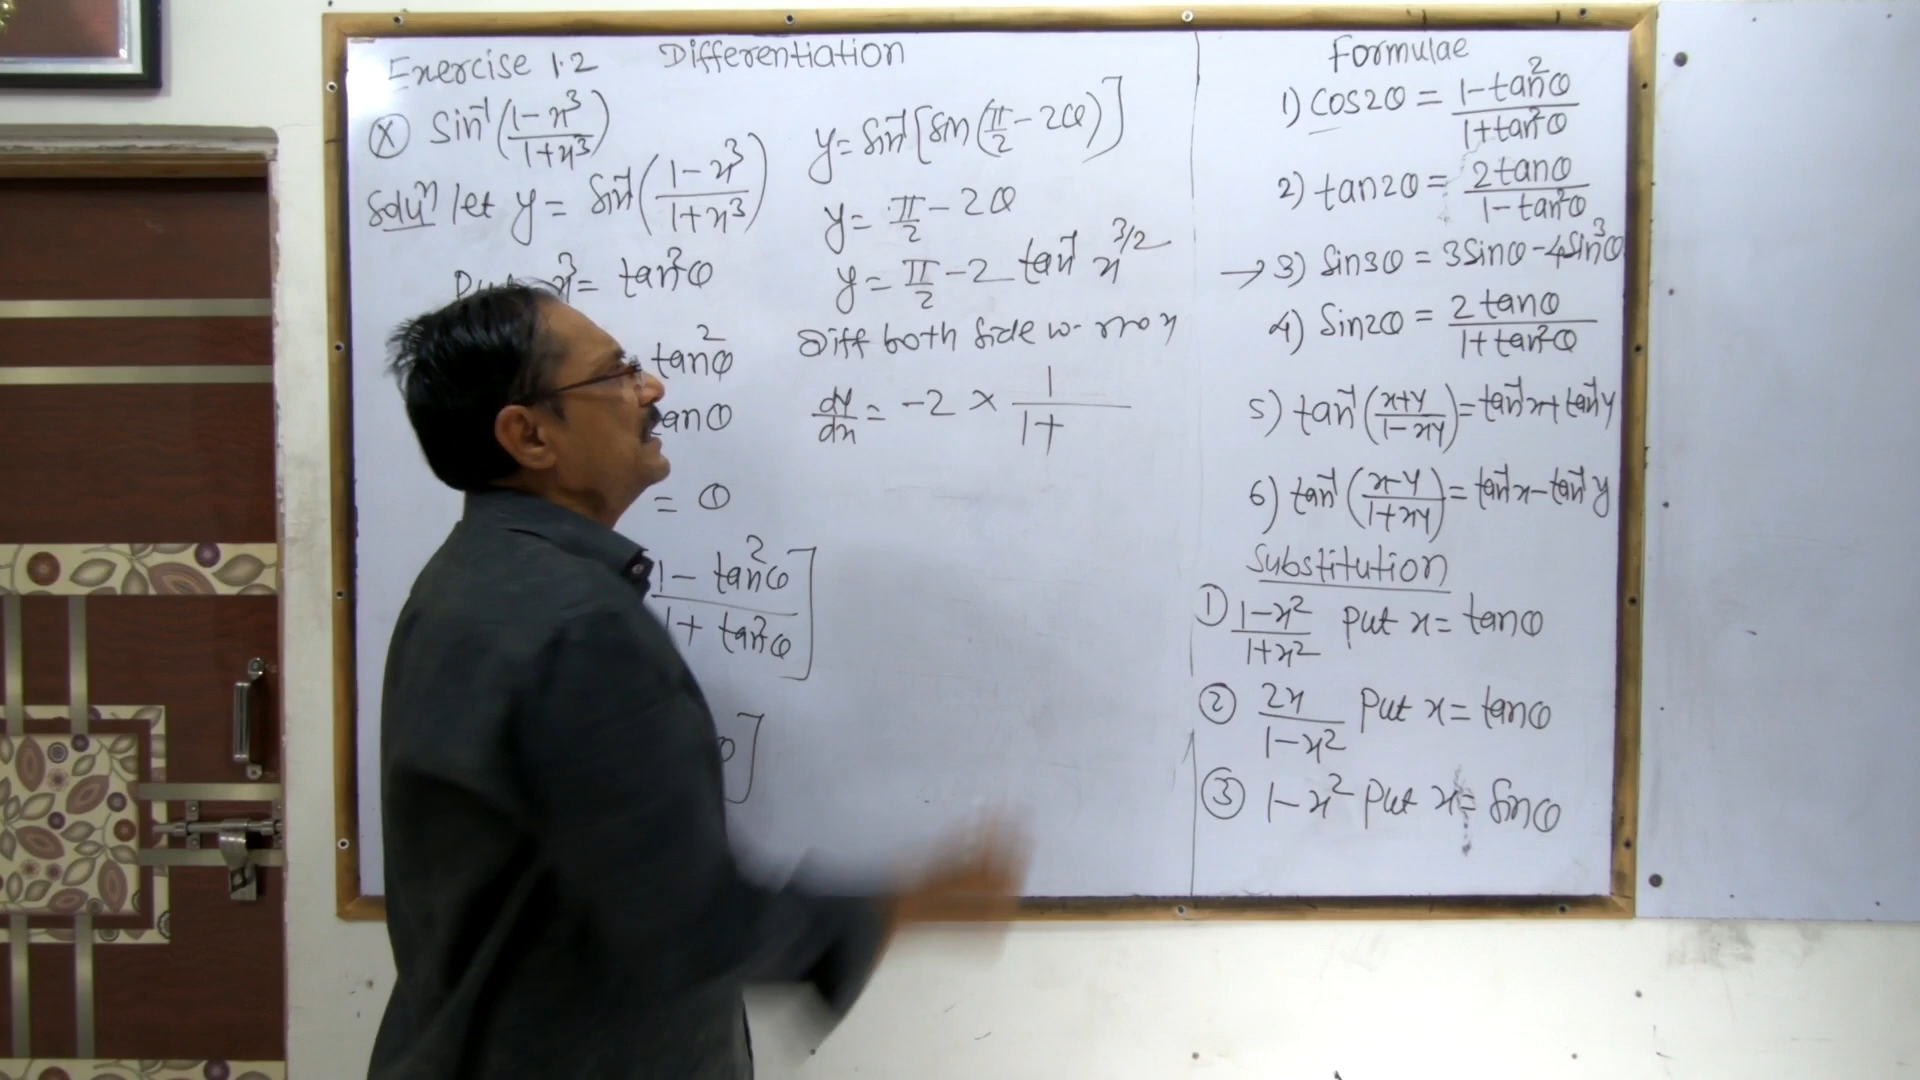 Exercise 1.2 Differentiation
(x) Sin⁻¹((1-x³)/(1+x³))
Soluⁿ let y = Sin⁻¹((1-x³)/(1+x³))
Put x³ = tan²θ
tan²θ
tanθ
= θ
1 - tan²θ
1 + tan²θ ]
θ]
y = Sin⁻¹[Sin(π/2 - 2θ)]
y = π/2 - 2θ
y = π/2 - 2 tan⁻¹ x^(3/2)
Diff both Side w.r.to x
dy/dx = -2 × 1/(1+
Formulae
1) Cos2θ = (1-tan²θ)/(1+tan²θ)
2) tan2θ = 2tanθ/(1-tan²θ)
→ 3) Sin3θ = 3Sinθ - 4Sin³θ
4) Sin2θ = 2tanθ/(1+tan²θ)
5) tan⁻¹((x+y)/(1-xy)) = tan⁻¹x + tan⁻¹y
6) tan⁻¹((x-y)/(1+xy)) = tan⁻¹x - tan⁻¹y
Substitution
① (1-x²)/(1+x²) Put x = tanθ
② 2x/(1-x²) Put x = tanθ
③ 1-x² Put x = Sinθ